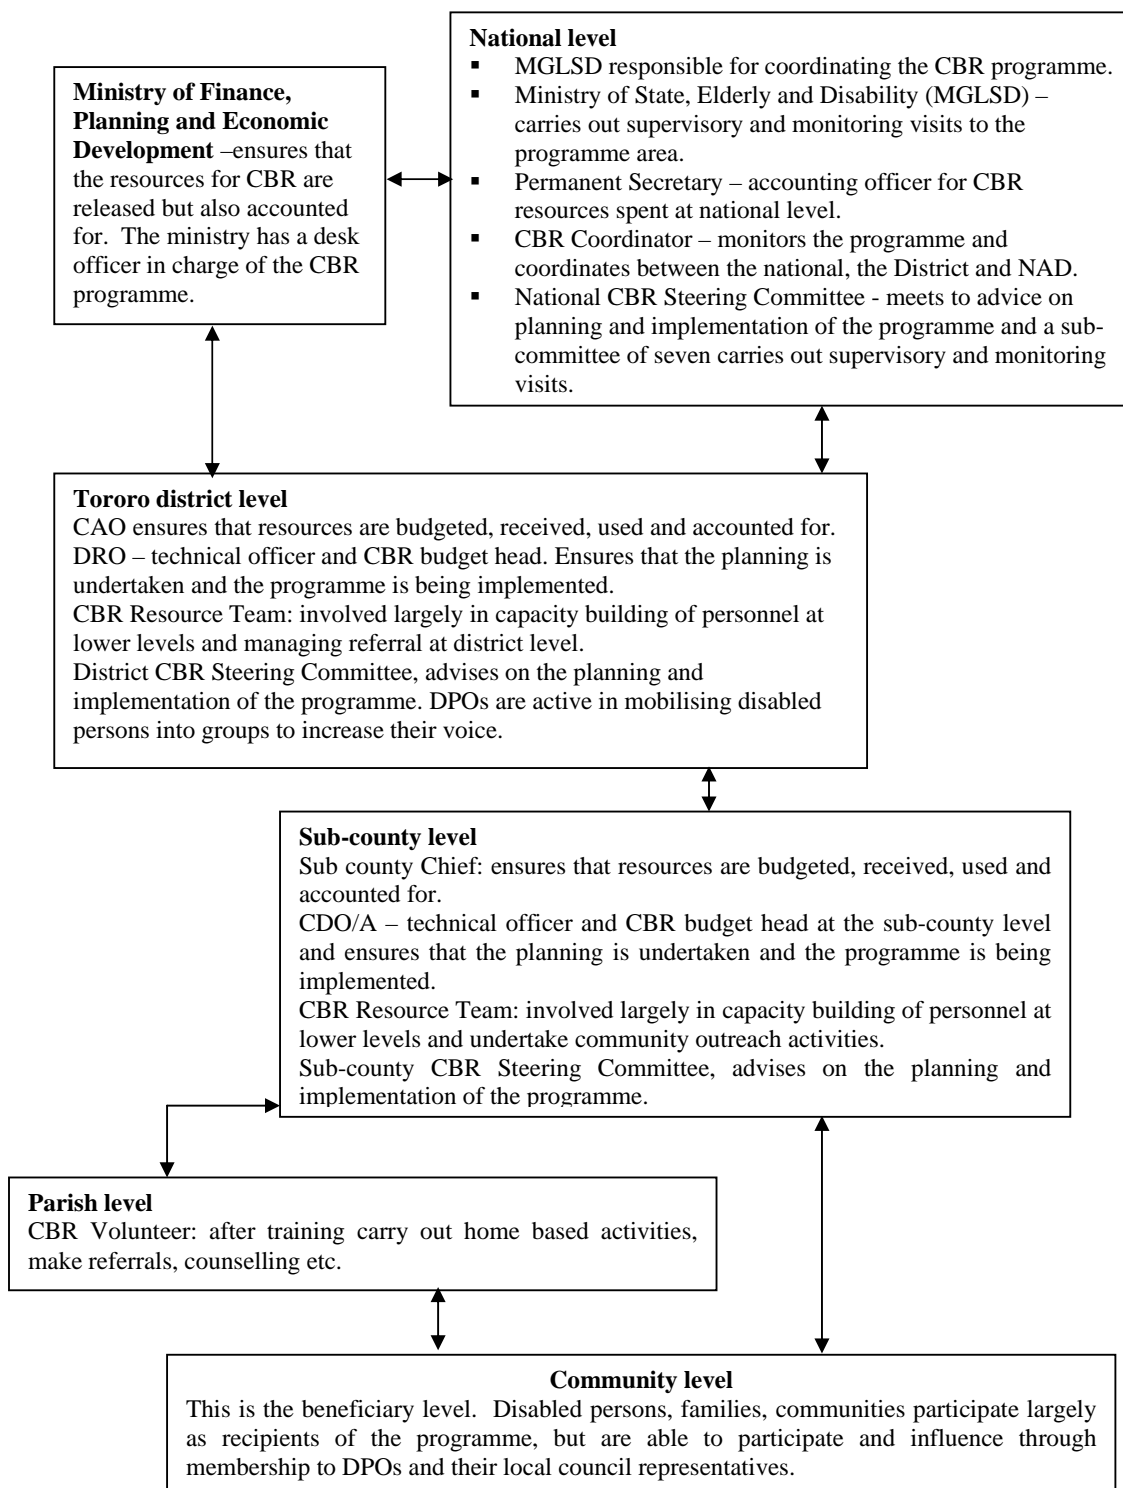 Ministry of Finance,
Planning and Economic
Development –ensures that
the resources for CBR are
released but also accounted
for.  The ministry has a desk
officer in charge of the CBR
programme.
National level
▪ MGLSD responsible for coordinating the CBR programme.
▪ Ministry of State, Elderly and Disability (MGLSD) –
carries out supervisory and monitoring visits to the
programme area.
▪ Permanent Secretary – accounting officer for CBR
resources spent at national level.
▪ CBR Coordinator – monitors the programme and
coordinates between the national, the District and NAD.
▪ National CBR Steering Committee - meets to advice on
planning and implementation of the programme and a sub-
committee of seven carries out supervisory and monitoring
visits.
Tororo district level
CAO ensures that resources are budgeted, received, used and accounted for.
DRO – technical officer and CBR budget head. Ensures that the planning is
undertaken and the programme is being implemented.
CBR Resource Team: involved largely in capacity building of personnel at
lower levels and managing referral at district level.
District CBR Steering Committee, advises on the planning and
implementation of the programme. DPOs are active in mobilising disabled
persons into groups to increase their voice.
Sub-county level
Sub county Chief: ensures that resources are budgeted, received, used and
accounted for.
CDO/A – technical officer and CBR budget head at the sub-county level
and ensures that the planning is undertaken and the programme is being
implemented.
CBR Resource Team: involved largely in capacity building of personnel at
lower levels and undertake community outreach activities.
Sub-county CBR Steering Committee, advises on the planning and
implementation of the programme.
Parish level
CBR Volunteer: after training carry out home based activities,
make referrals, counselling etc.
Community level
This is the beneficiary level.  Disabled persons, families, communities participate largely
as recipients of the programme, but are able to participate and influence through
membership to DPOs and their local council representatives.